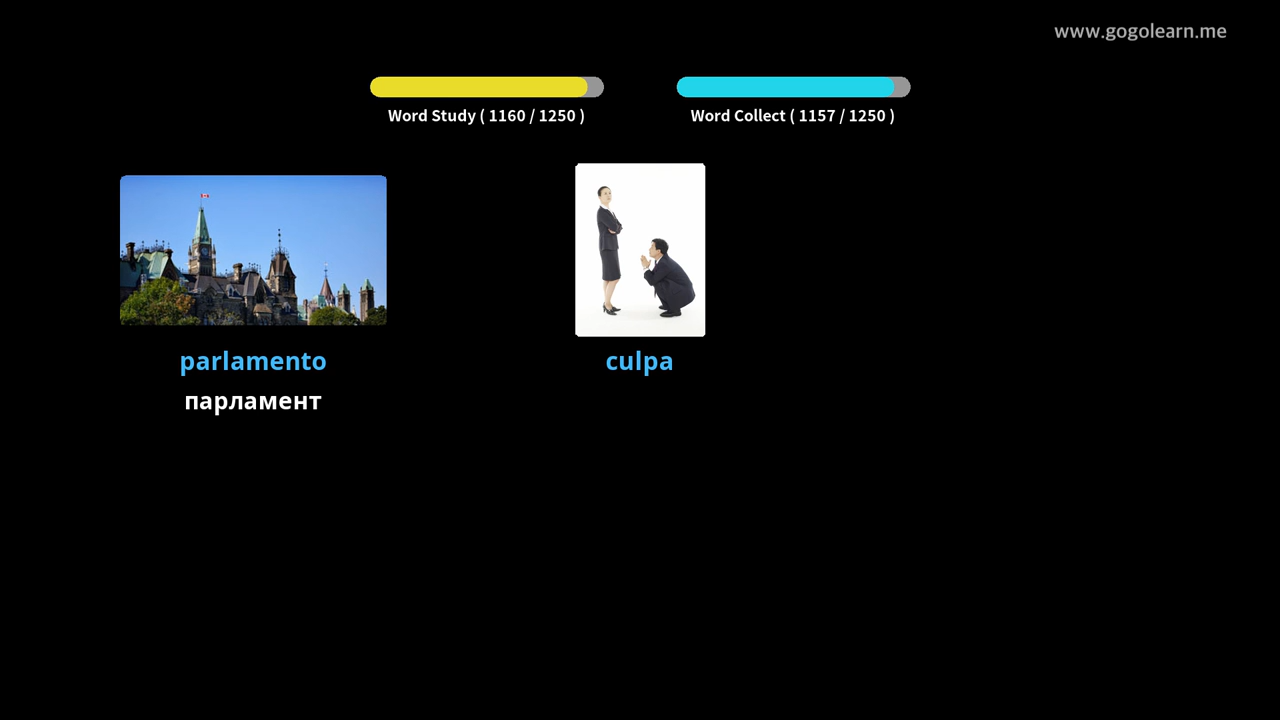 www.gogolearn.me
Word Study ( 1160 / 1250 )
Word Collect ( 1157 / 1250 )
parlamento
парламент
culpa